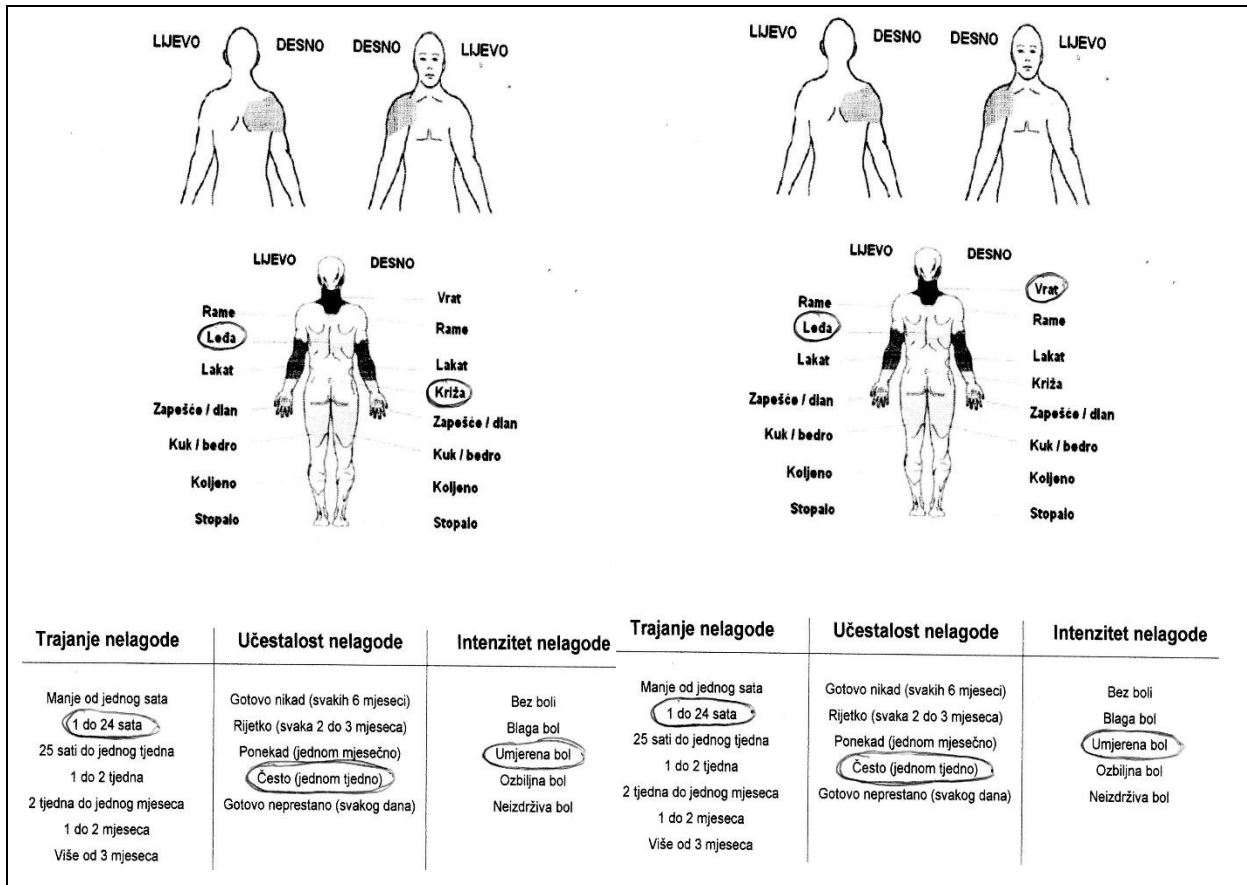 LIJEVO DESNO DESNO LIJEVO
LIJEVO DESNO
Vrat
Rame
Rame
Leđa
Lakat
Lakat
Križa
Zapešće / dlan
Zapešće / dlan
Kuk / bedro
Kuk / bedro
Koljeno
Koljeno
Stopalo
Stopalo
Trajanje nelagode
Manje od jednog sata
1 do 24 sata
25 sati do jednog tjedna
1 do 2 tjedna
2 tjedna do jednog mjeseca
1 do 2 mjeseca
Više od 3 mjeseca
Učestalost nelagode
Gotovo nikad (svakih 6 mjeseci)
Rijetko (svaka 2 do 3 mjeseca)
Ponekad (jednom mjesečno)
Često (jednom tjedno)
Gotovo neprestano (svakog dana)
Intenzitet nelagode
Bez boli
Blaga bol
Umjerena bol
Ozbiljna bol
Neizdrživa bol
LIJEVO DESNO DESNO LIJEVO
LIJEVO DESNO
Vrat
Rame
Rame
Leđa
Lakat
Lakat
Križa
Zapešće / dlan
Zapešće / dlan
Kuk / bedro
Kuk / bedro
Koljeno
Koljeno
Stopalo
Stopalo
Trajanje nelagode
Manje od jednog sata
1 do 24 sata
25 sati do jednog tjedna
1 do 2 tjedna
2 tjedna do jednog mjeseca
1 do 2 mjeseca
Više od 3 mjeseca
Učestalost nelagode
Gotovo nikad (svakih 6 mjeseci)
Rijetko (svaka 2 do 3 mjeseca)
Ponekad (jednom mjesečno)
Često (jednom tjedno)
Gotovo neprestano (svakog dana)
Intenzitet nelagode
Bez boli
Blaga bol
Umjerena bol
Ozbiljna bol
Neizdrživa bol